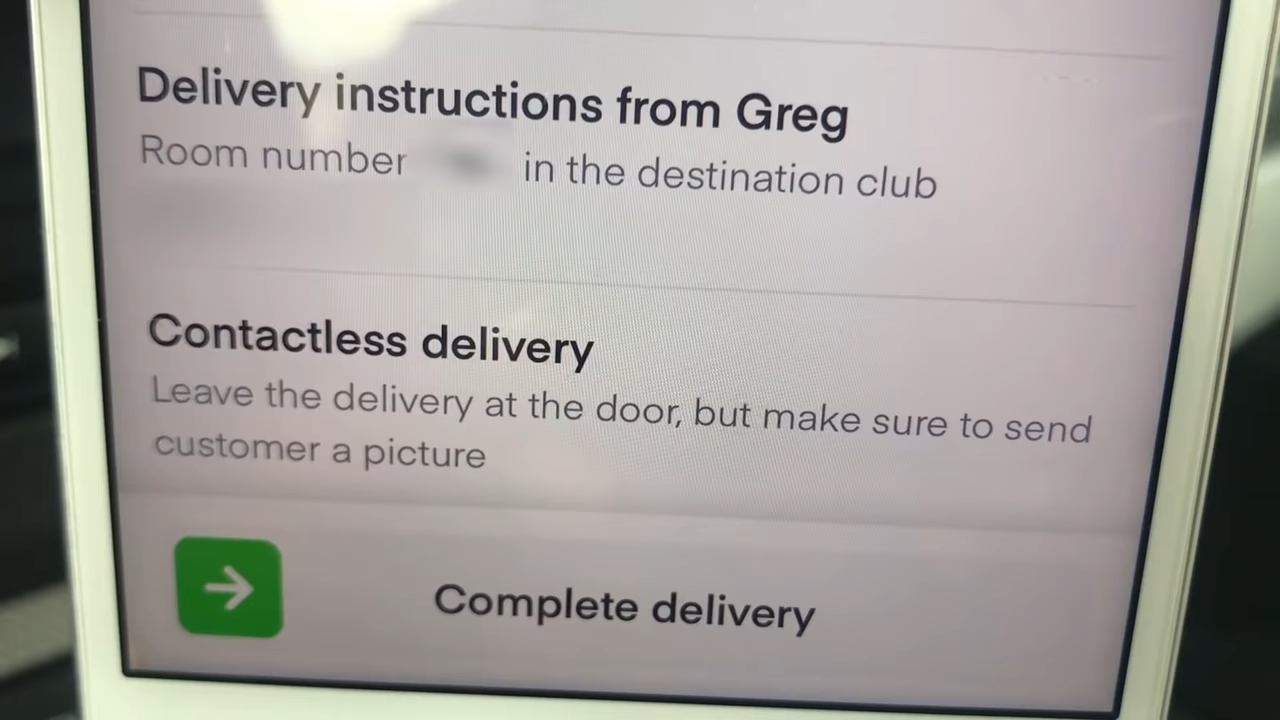 Delivery instructions from Greg
Room number in the destination club
Contactless delivery
Leave the delivery at the door, but make sure to send
customer a picture
Complete delivery